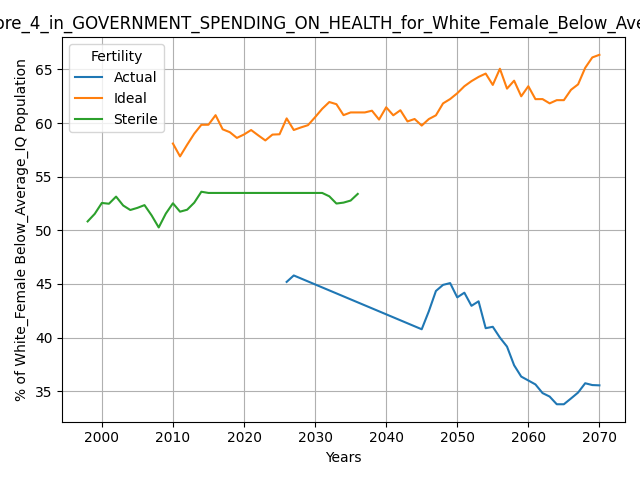 ore_4_in_GOVERNMENT_SPENDING_ON_HEALTH_for_White_Female_Below_Ave
Fertility
Actual
Ideal
Sterile
% of White_Female Below_Average_IQ Population
65
60
55
50
45
40
35
2000 2010 2020 2030 2040 2050 2060 2070
Years